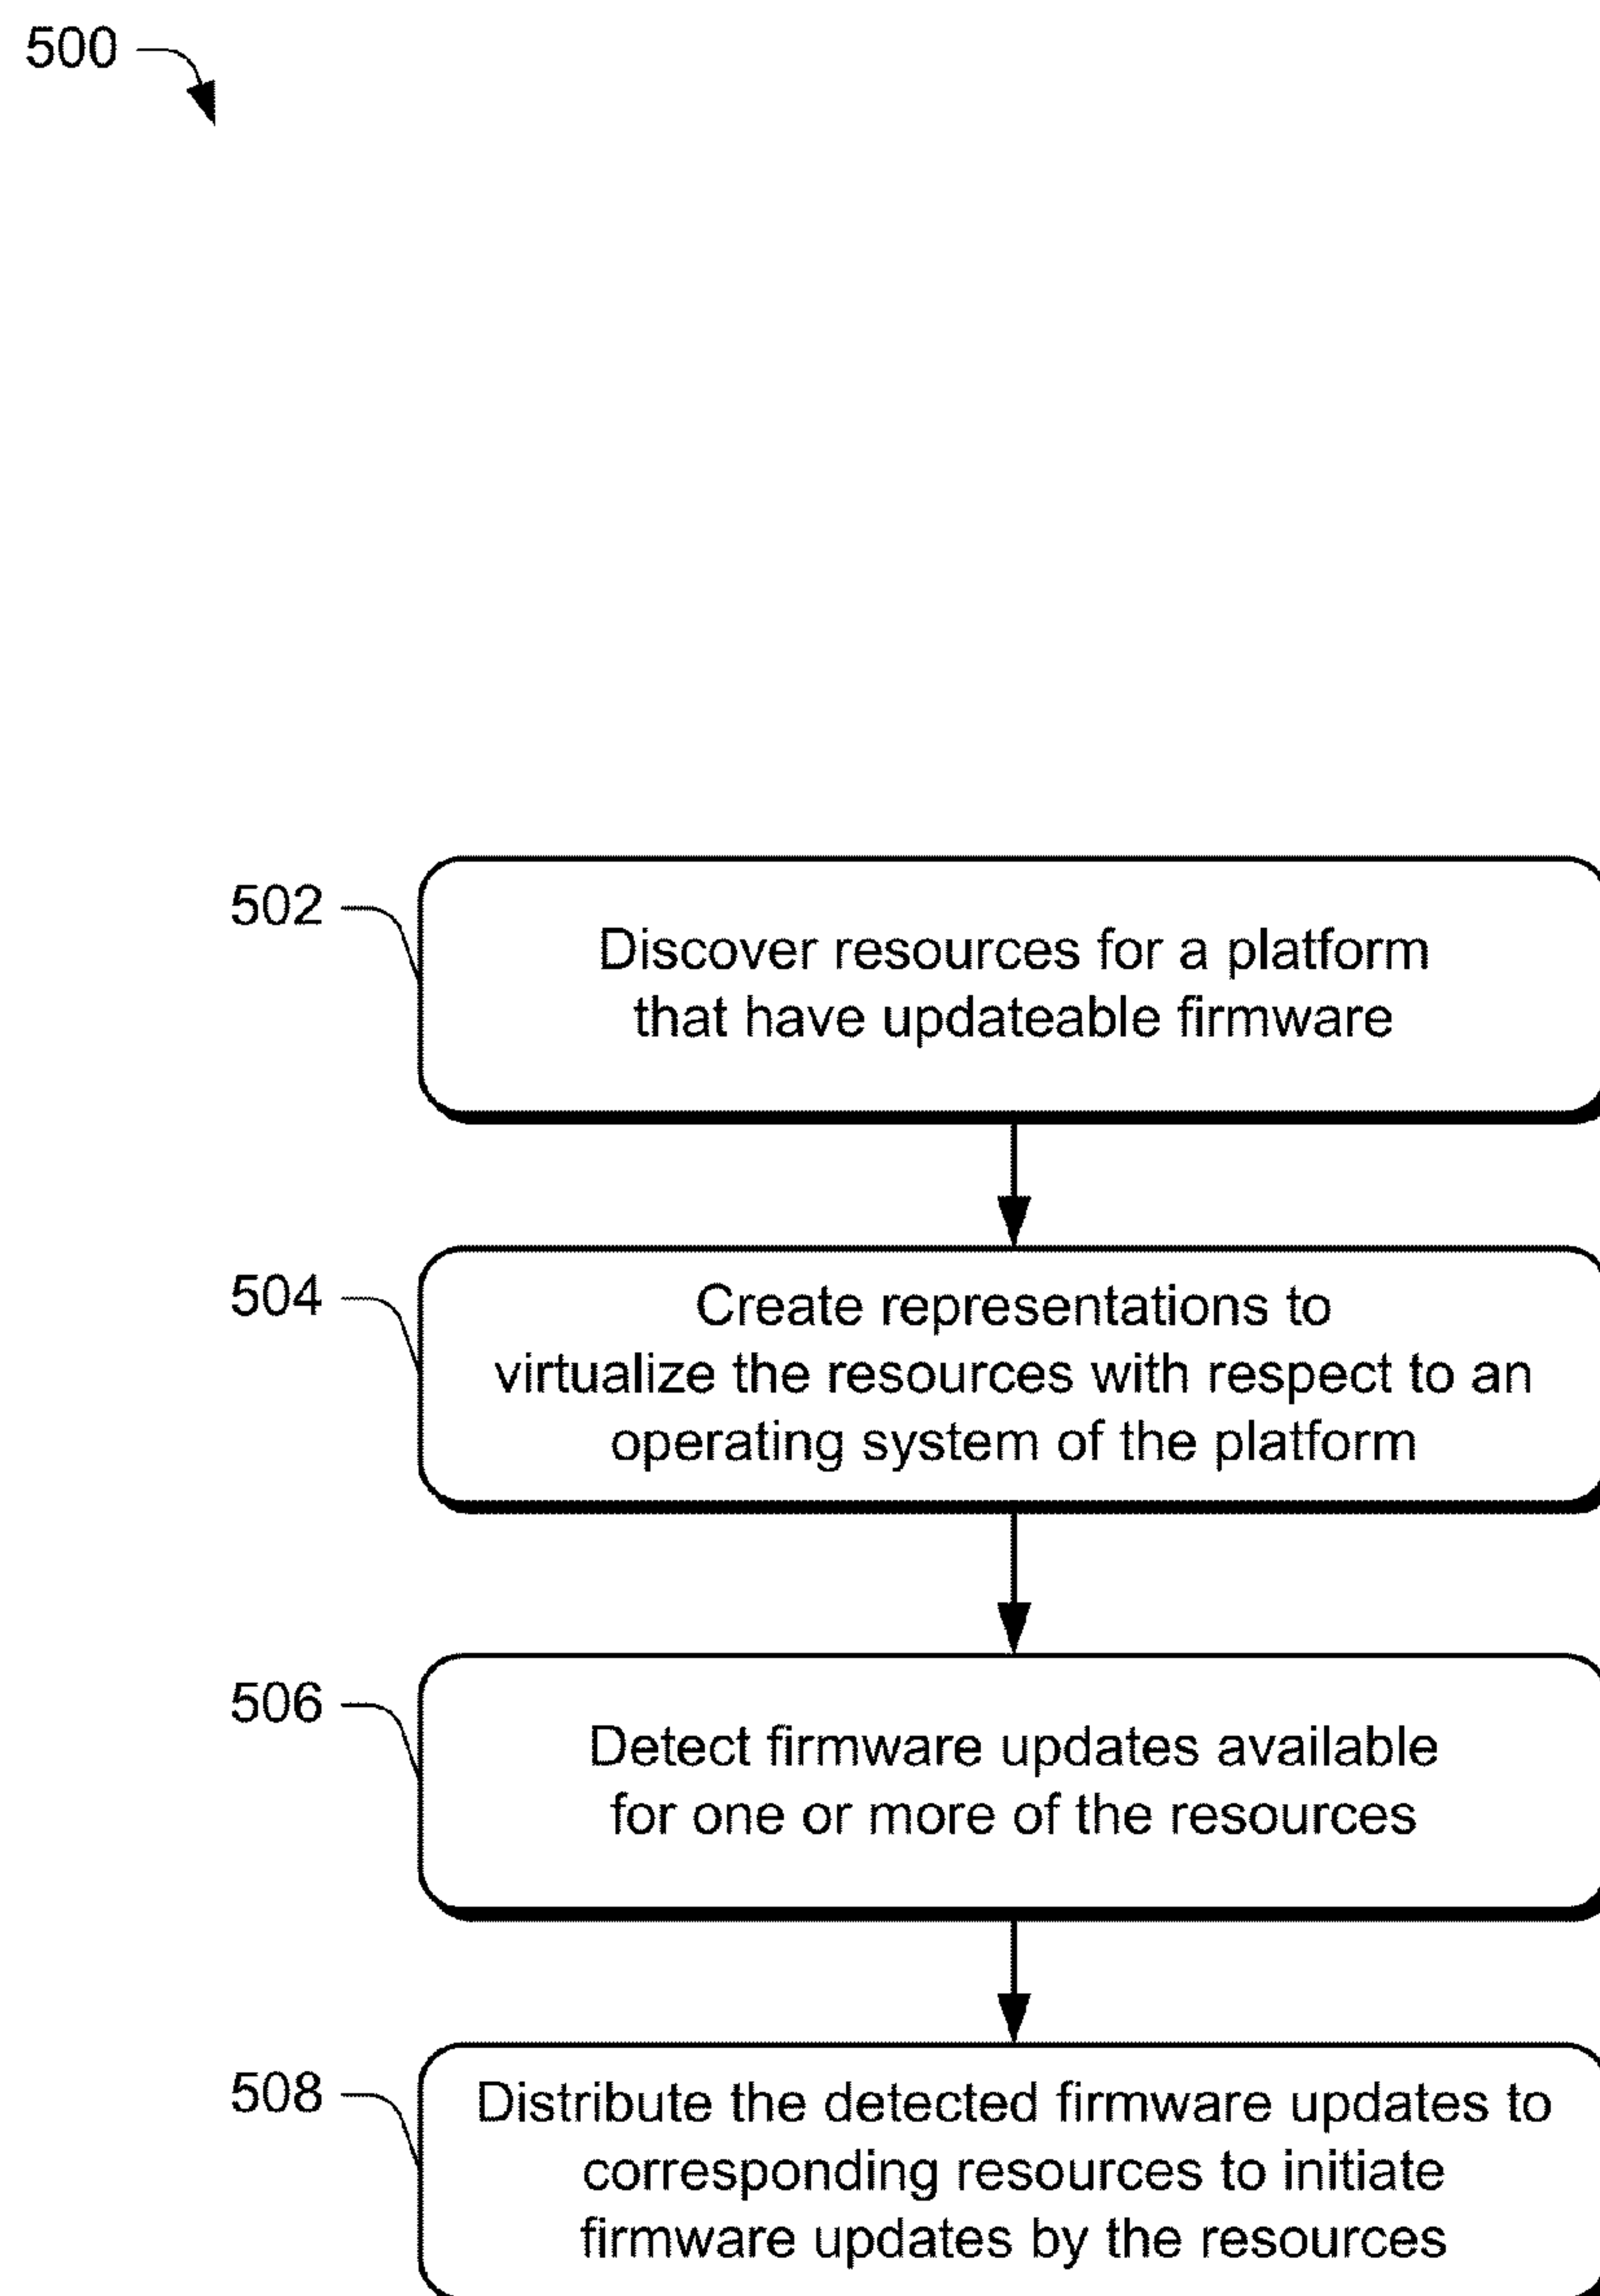 500
502
Discover resources for a platform
that have updateable firmware
504
Create representations to
virtualize the resources with respect to an
operating system of the platform
506
Detect firmware updates available
for one or more of the resources
508
Distribute the detected firmware updates to
corresponding resources to initiate
firmware updates by the resources